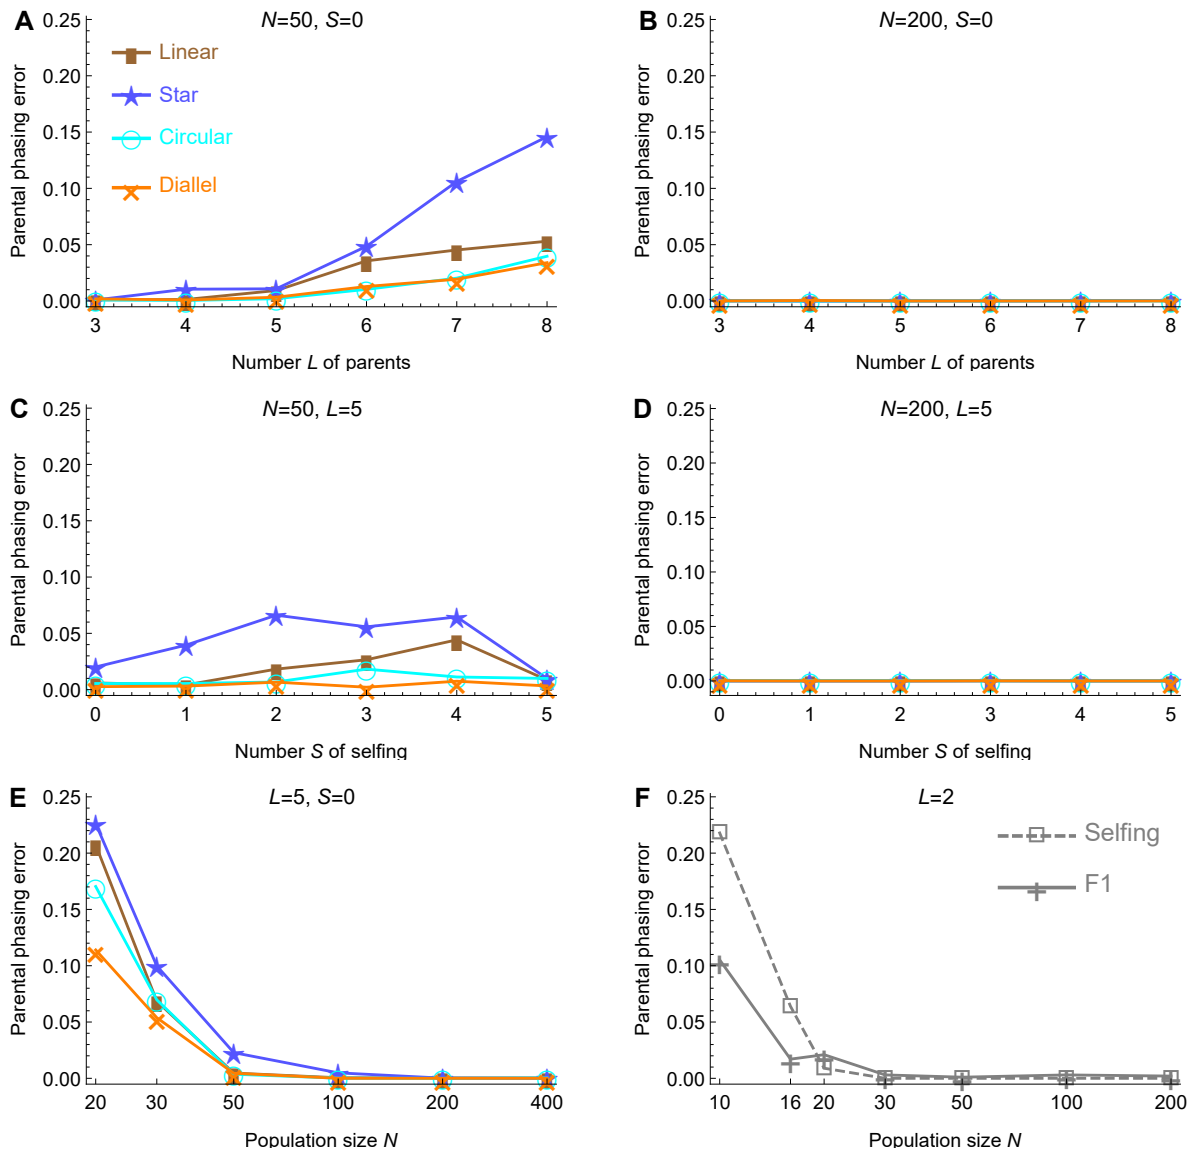 A
N=50, S=0
0.25
0.20
0.15
0.10
0.05
0.00
Parental phasing error
Linear
Star
Circular
Diallel
3 4 5 6 7 8
Number L of parents
B
N=200, S=0
0.25
0.20
0.15
0.10
0.05
0.00
Parental phasing error
3 4 5 6 7 8
Number L of parents
C
N=50, L=5
0.25
0.20
0.15
0.10
0.05
0.00
Parental phasing error
0 1 2 3 4 5
Number S of selfing
D
N=200, L=5
0.25
0.20
0.15
0.10
0.05
0.00
Parental phasing error
0 1 2 3 4 5
Number S of selfing
E
L=5, S=0
0.25
0.20
0.15
0.10
0.05
0.00
Parental phasing error
20 30 50 100 200 400
Population size N
F
L=2
0.25
0.20
0.15
0.10
0.05
0.00
Parental phasing error
Selfing
F1
10 16 20 30 50 100 200
Population size N